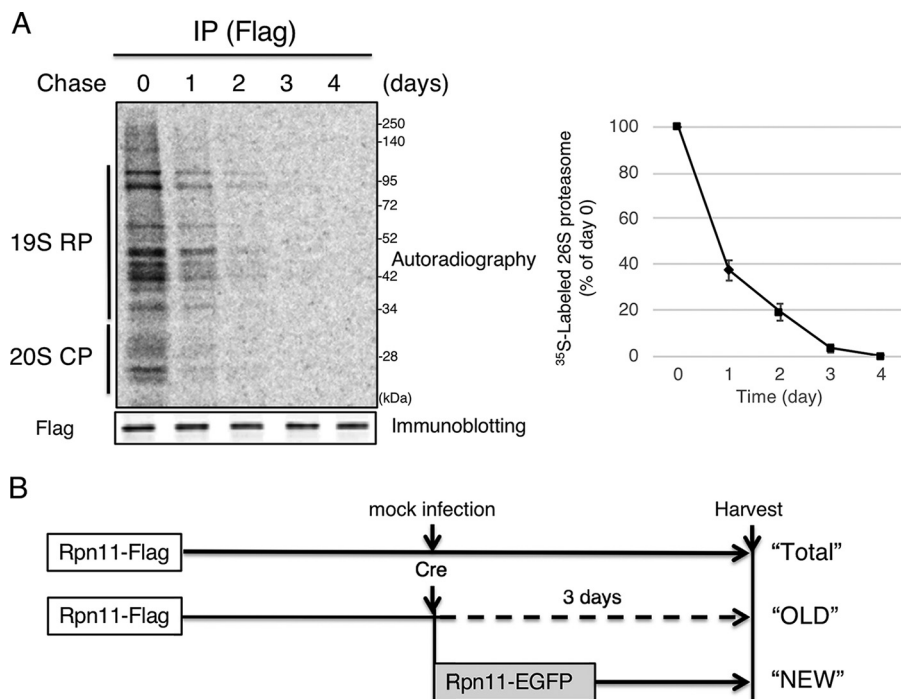 A
IP (Flag)
Chase 0 1 2 3 4 (days)
-250
-140
-95
-72
-52
-42
-34
-28
(kDa)
19S RP
20S CP
Autoradiography
Flag
Immunoblotting
35S-Labeled 26S proteasome
(% of day 0)
100
80
60
40
20
0
0 1 2 3 4
Time (day)
B
mock infection
Harvest
Rpn11-Flag
“Total”
Cre
Rpn11-Flag
3 days
“OLD”
Rpn11-EGFP
“NEW”